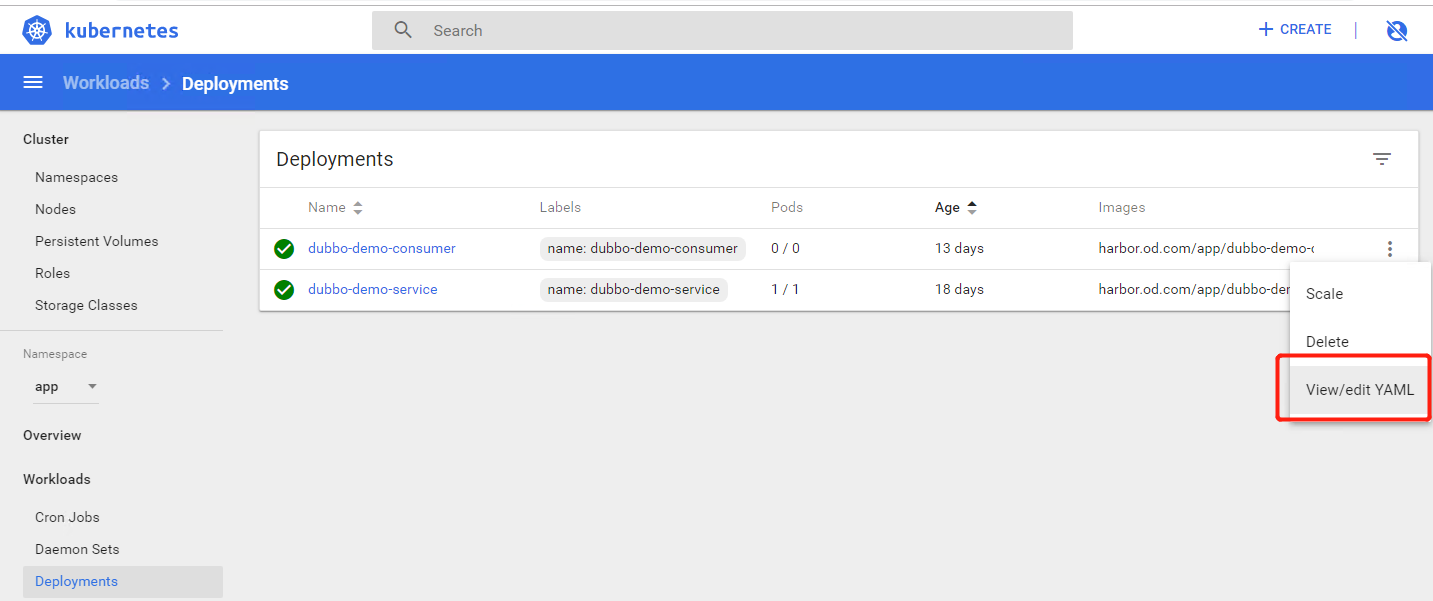 kubernetes
Search
CREATE
Workloads Deployments
Cluster
Namespaces
Nodes
Persistent Volumes
Roles
Storage Classes
Namespace
app
Overview
Workloads
Cron Jobs
Daemon Sets
Deployments
Deployments
Name Labels Pods Age Images
dubbo-demo-consumer name: dubbo-demo-consumer 0 / 0 13 days harbor.od.com/app/dubbo-demo-c
dubbo-demo-service name: dubbo-demo-service 1 / 1 18 days harbor.od.com/app/dubbo-der
Scale
Delete
View/edit YAML